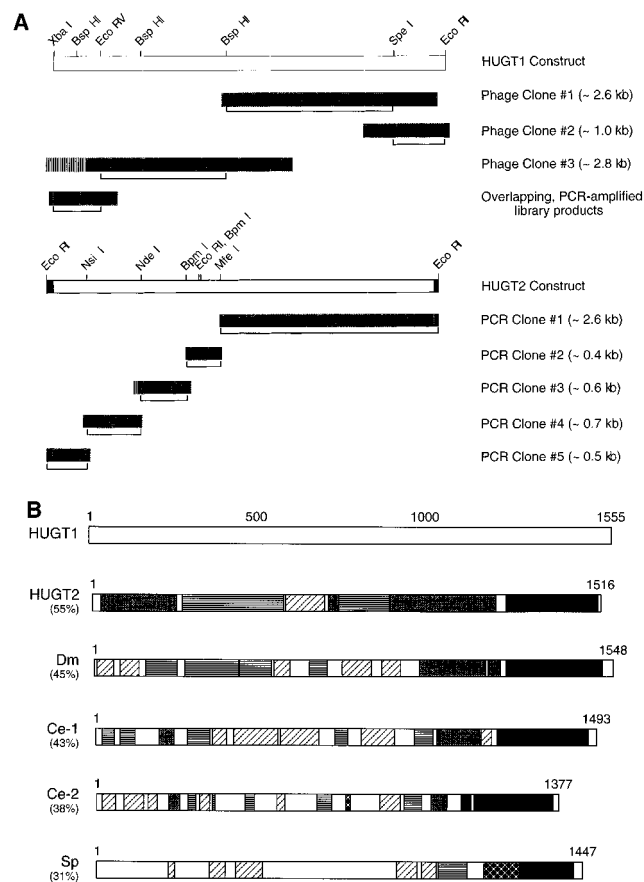 A
Xba I
Bsp HI
Eco RV
Bsp HI
Bsp HI
Spe I
Eco RI
HUGT1 Construct
Phage Clone #1 (~ 2.6 kb)
Phage Clone #2 (~ 1.0 kb)
Phage Clone #3 (~ 2.8 kb)
Overlapping, PCR-amplified
library products
Eco RI
Nsi I
Nde I
Bpm I
Eco RI, Bpm I
Mfe I
Eco RI
HUGT2 Construct
PCR Clone #1 (~ 2.6 kb)
PCR Clone #2 (~ 0.4 kb)
PCR Clone #3 (~ 0.6 kb)
PCR Clone #4 (~ 0.7 kb)
PCR Clone #5 (~ 0.5 kb)
B
1 500 1000 1555
HUGT1
1 1516
HUGT2
(55%)
1 1548
Dm
(45%)
1 1493
Ce-1
(43%)
1 1377
Ce-2
(38%)
1 1447
Sp
(31%)